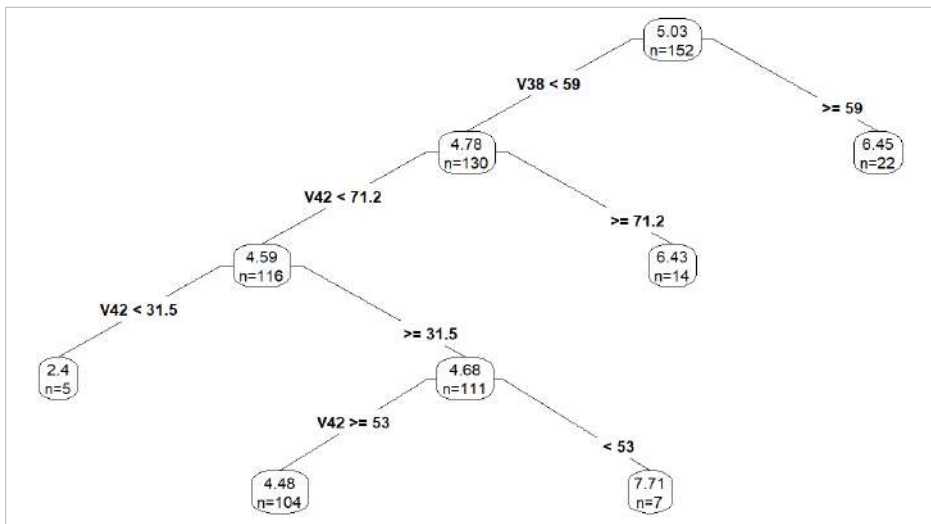 5.03
n=152
V38 < 59
>= 59
4.78
n=130
6.45
n=22
V42 < 71.2
>= 71.2
4.59
n=116
6.43
n=14
V42 < 31.5
>= 31.5
2.4
n=5
4.68
n=111
V42 >= 53
< 53
4.48
n=104
7.71
n=7